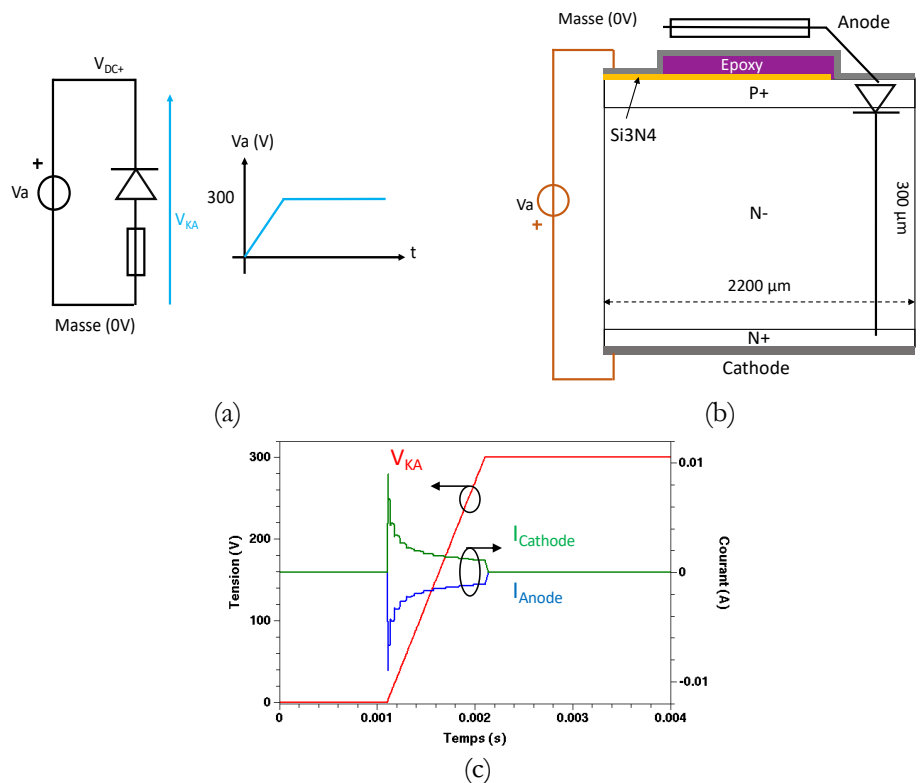 V_DC+
Va (V)
+
Va
300
V_KA
t
Masse (0V)
(a)
Masse (0V)
Anode
Epoxy
P+
Si3N4
Va
+
N-
300 µm
2200 µm
N+
Cathode
(b)
300
V_KA
0.01
Tension (V)
200
I_Cathode
0
Courant (A)
I_Anode
100
-0.01
0
0
0.001
0.002
0.003
0.004
Temps (s)
(c)